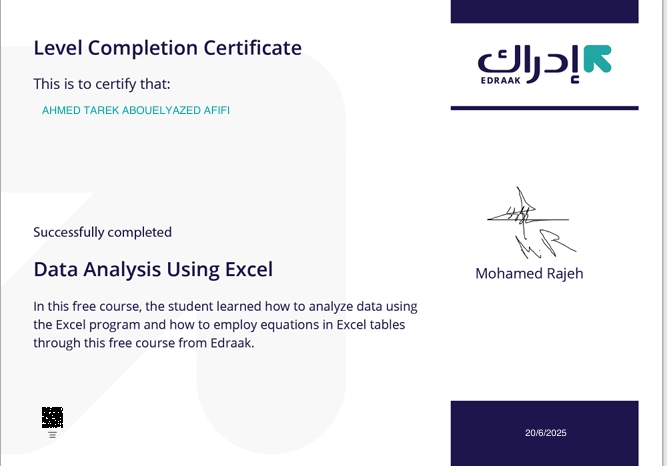 Level Completion Certificate
This is to certify that:
AHMED TAREK ABOUELYAZED AFIFI
Successfully completed
Data Analysis Using Excel
In this free course, the student learned how to analyze data using
the Excel program and how to employ equations in Excel tables
through this free course from Edraak.
إدراك
EDRAAK
M.R
Mohamed Rajeh
20/6/2025